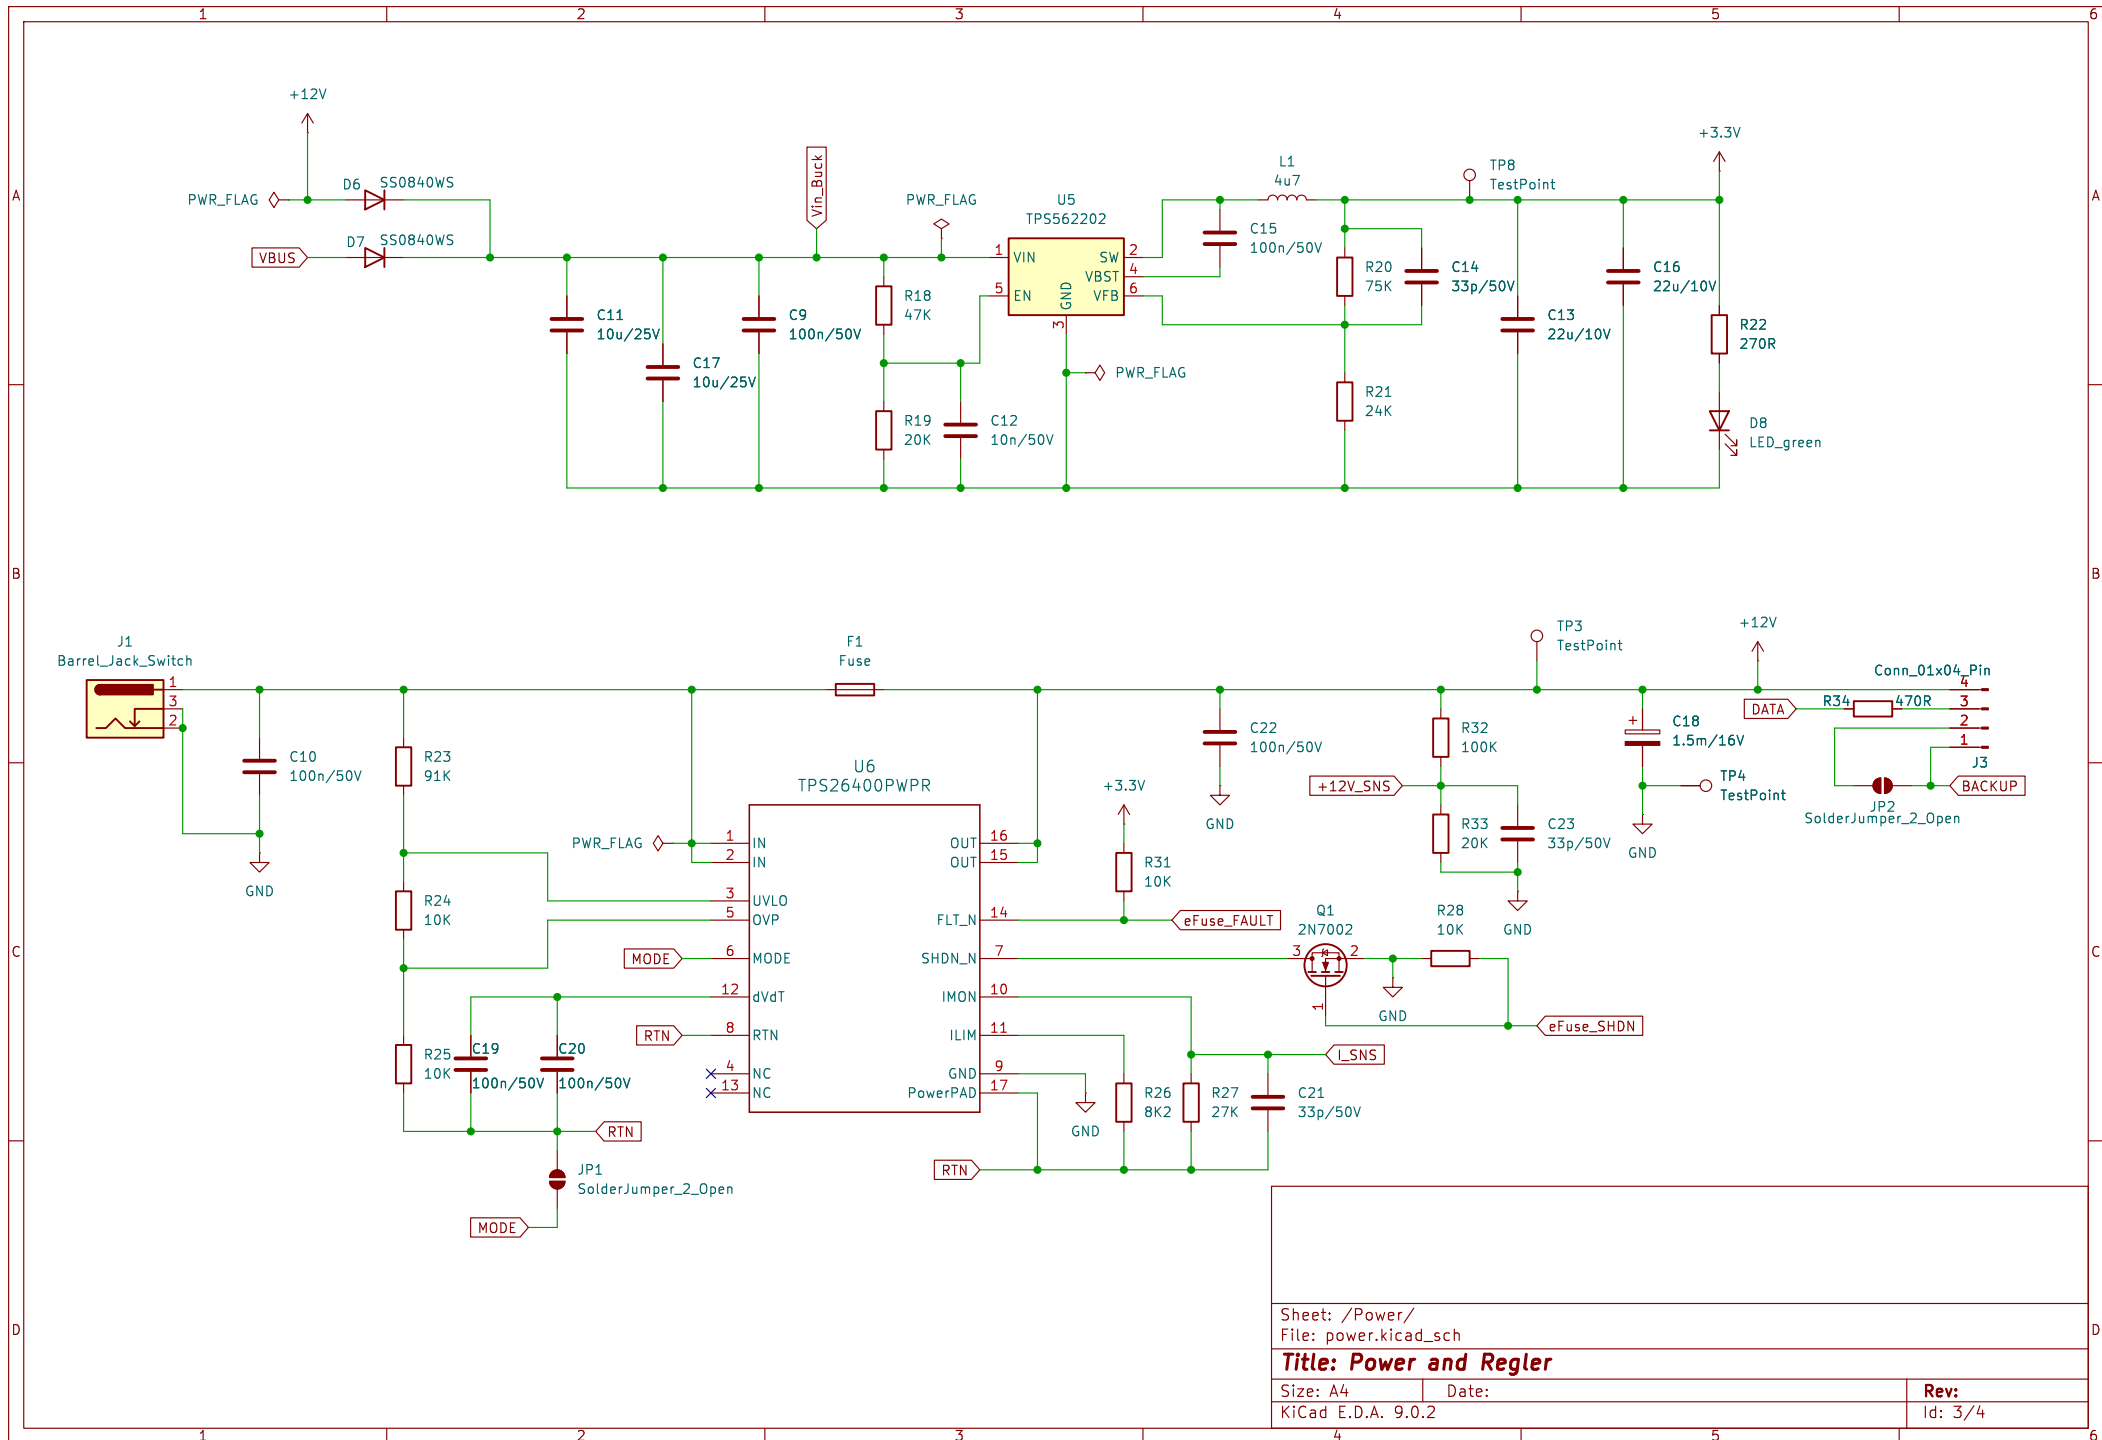 1 2 3 4 5 6
A
A
B
B
C
C
D
D
+12V
PWR_FLAG
D6 SS0840WS
D7 SS0840WS
VBUS
C11
10u/25V
C17
10u/25V
C9
100n/50V
Vin_Buck
R18
47K
R19
20K
C12
10n/50V
PWR_FLAG
U5
TPS562202
1 VIN
5 EN
SW 2
VBST 4
VFB 6
GND
3
PWR_FLAG
C15
100n/50V
L1
4u7
R20
75K
C14
33p/50V
R21
24K
TP8
TestPoint
C13
22u/10V
C16
22u/10V
+3.3V
R22
270R
D8
LED_green
J1
Barrel_Jack_Switch
1
3
2
C10
100n/50V
GND
R23
91K
R24
10K
R25
10K
C19
100n/50V
C20
100n/50V
RTN
JP1
SolderJumper_2_Open
MODE
F1
Fuse
U6
TPS26400PWPR
PWR_FLAG
1 IN
2 IN
3 UVLO
5 OVP
MODE 6 MODE
12 dVdT
RTN 8 RTN
4 NC
13 NC
OUT 16
OUT 15
FLT_N 14
SHDN_N 7
IMON 10
ILIM 11
GND 9
PowerPAD 17
GND
RTN
R26
8K2
R27
27K
C21
33p/50V
I_SNS
+3.3V
R31
10K
eFuse_FAULT
C22
100n/50V
GND
Q1
2N7002
3 2
1
GND
R28
10K
eFuse_SHDN
R32
100K
+12V_SNS
R33
20K
C23
33p/50V
GND
TP3
TestPoint
C18
1.5m/16V
+
TP4
TestPoint
GND
+12V
Conn_01x04_Pin
4
3
2
1
J3
DATA
R34 470R
JP2
SolderJumper_2_Open
BACKUP
Sheet: /Power/
File: power.kicad_sch
Title: Power and Regler
Size: A4 Date: Rev:
KiCad E.D.A. 9.0.2 Id: 3/4
1 2 3 4 5 6